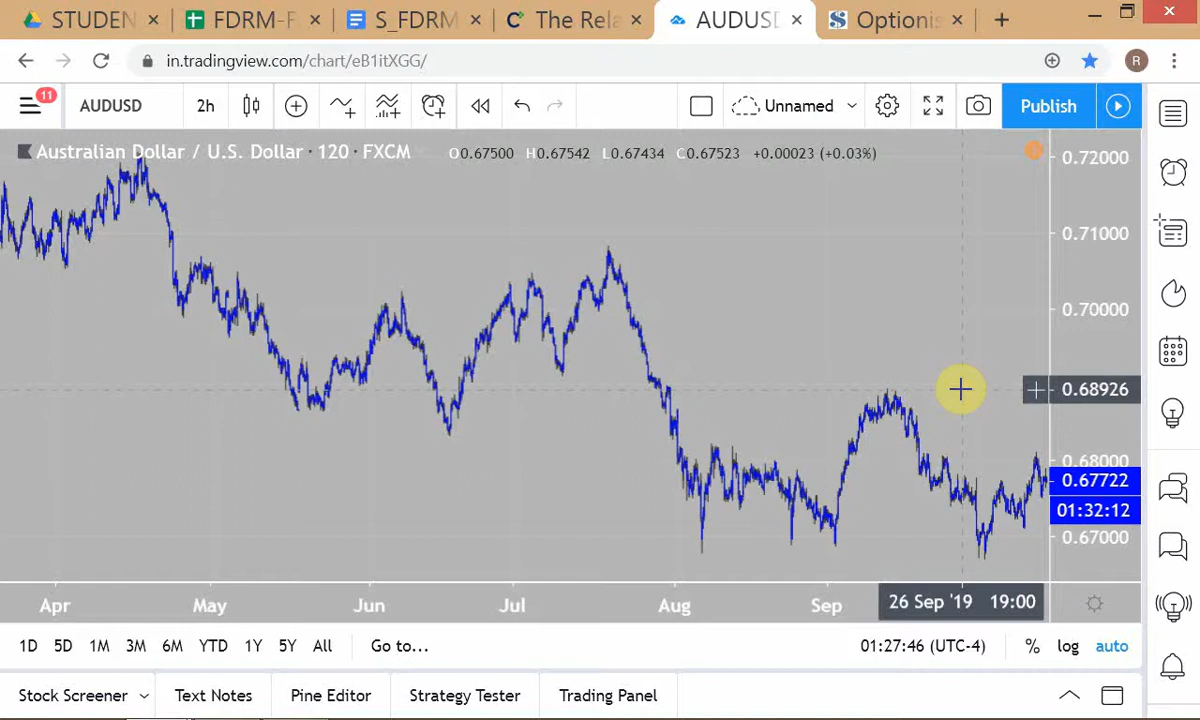 STUDEN × FDRM-F × S_FDRM × The Rela × AUDUSD × Optionis × +
in.tradingview.com/chart/eB1itXGG/ R
11 AUDUSD 2h Unnamed Publish
Australian Dollar / U.S. Dollar · 120 · FXCM O0.67500 H0.67542 L0.67434 C0.67523 +0.00023 (+0.03%)
0.72000
0.71000
0.70000
0.68926
0.68000
0.67722
01:32:12
0.67000
Apr May Jun Jul Aug Sep 26 Sep '19 19:00
1D 5D 1M 3M 6M YTD 1Y 5Y All Go to... 01:27:46 (UTC-4) % log auto
Stock Screener Text Notes Pine Editor Strategy Tester Trading Panel